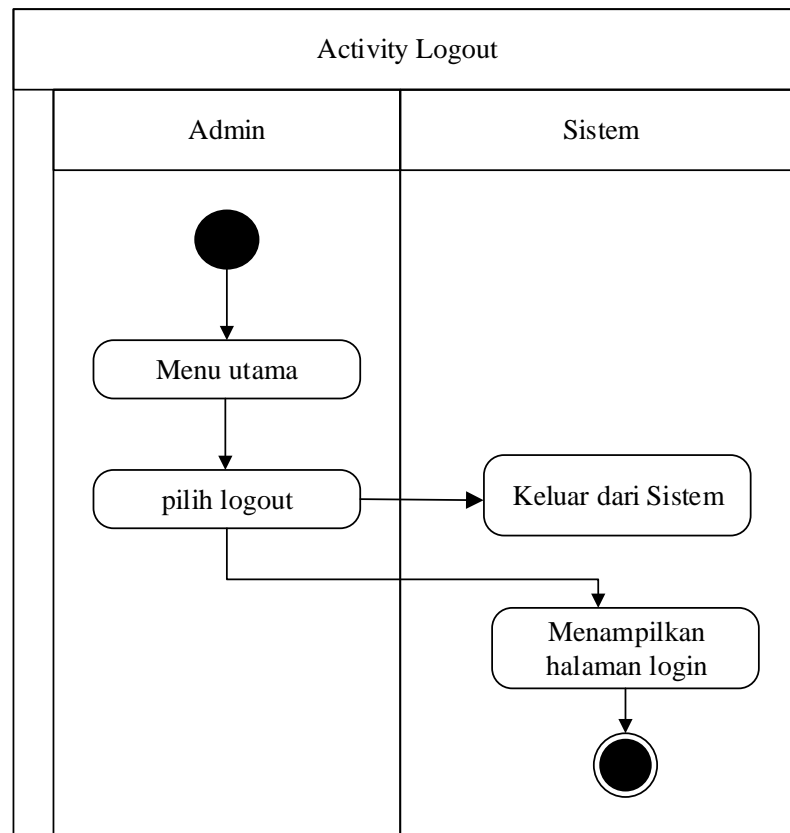 Activity Logout
Admin
Sistem
Menu utama
pilih logout
Keluar dari Sistem
Menampilkan
halaman login